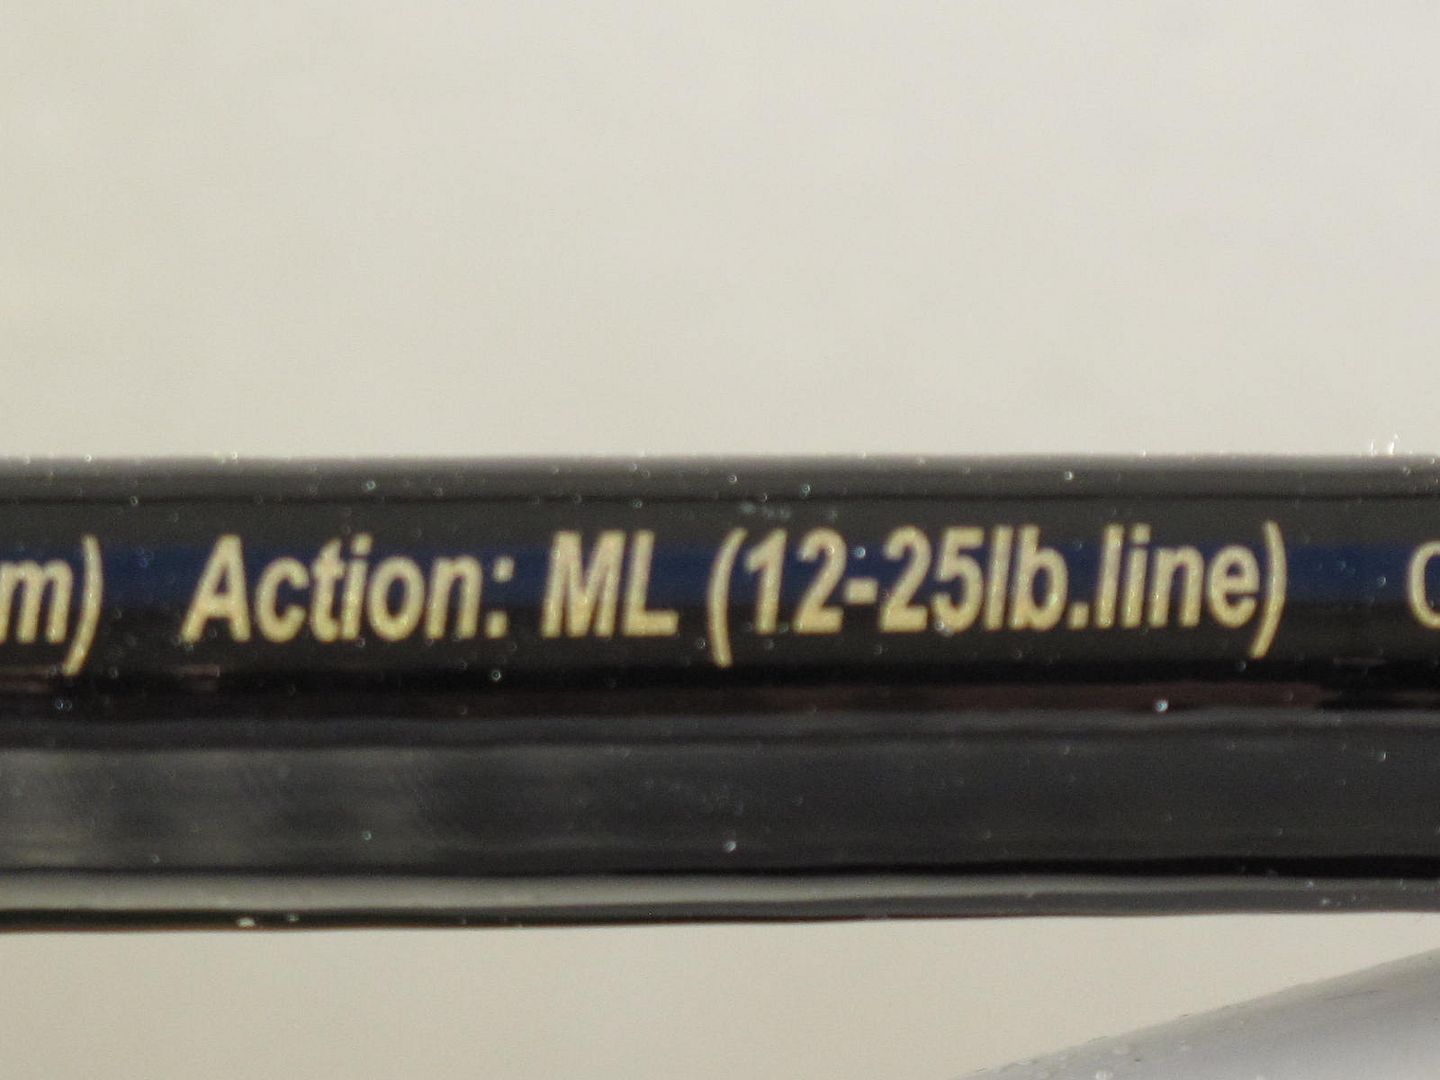 m) Action: ML (12-25lb.line)